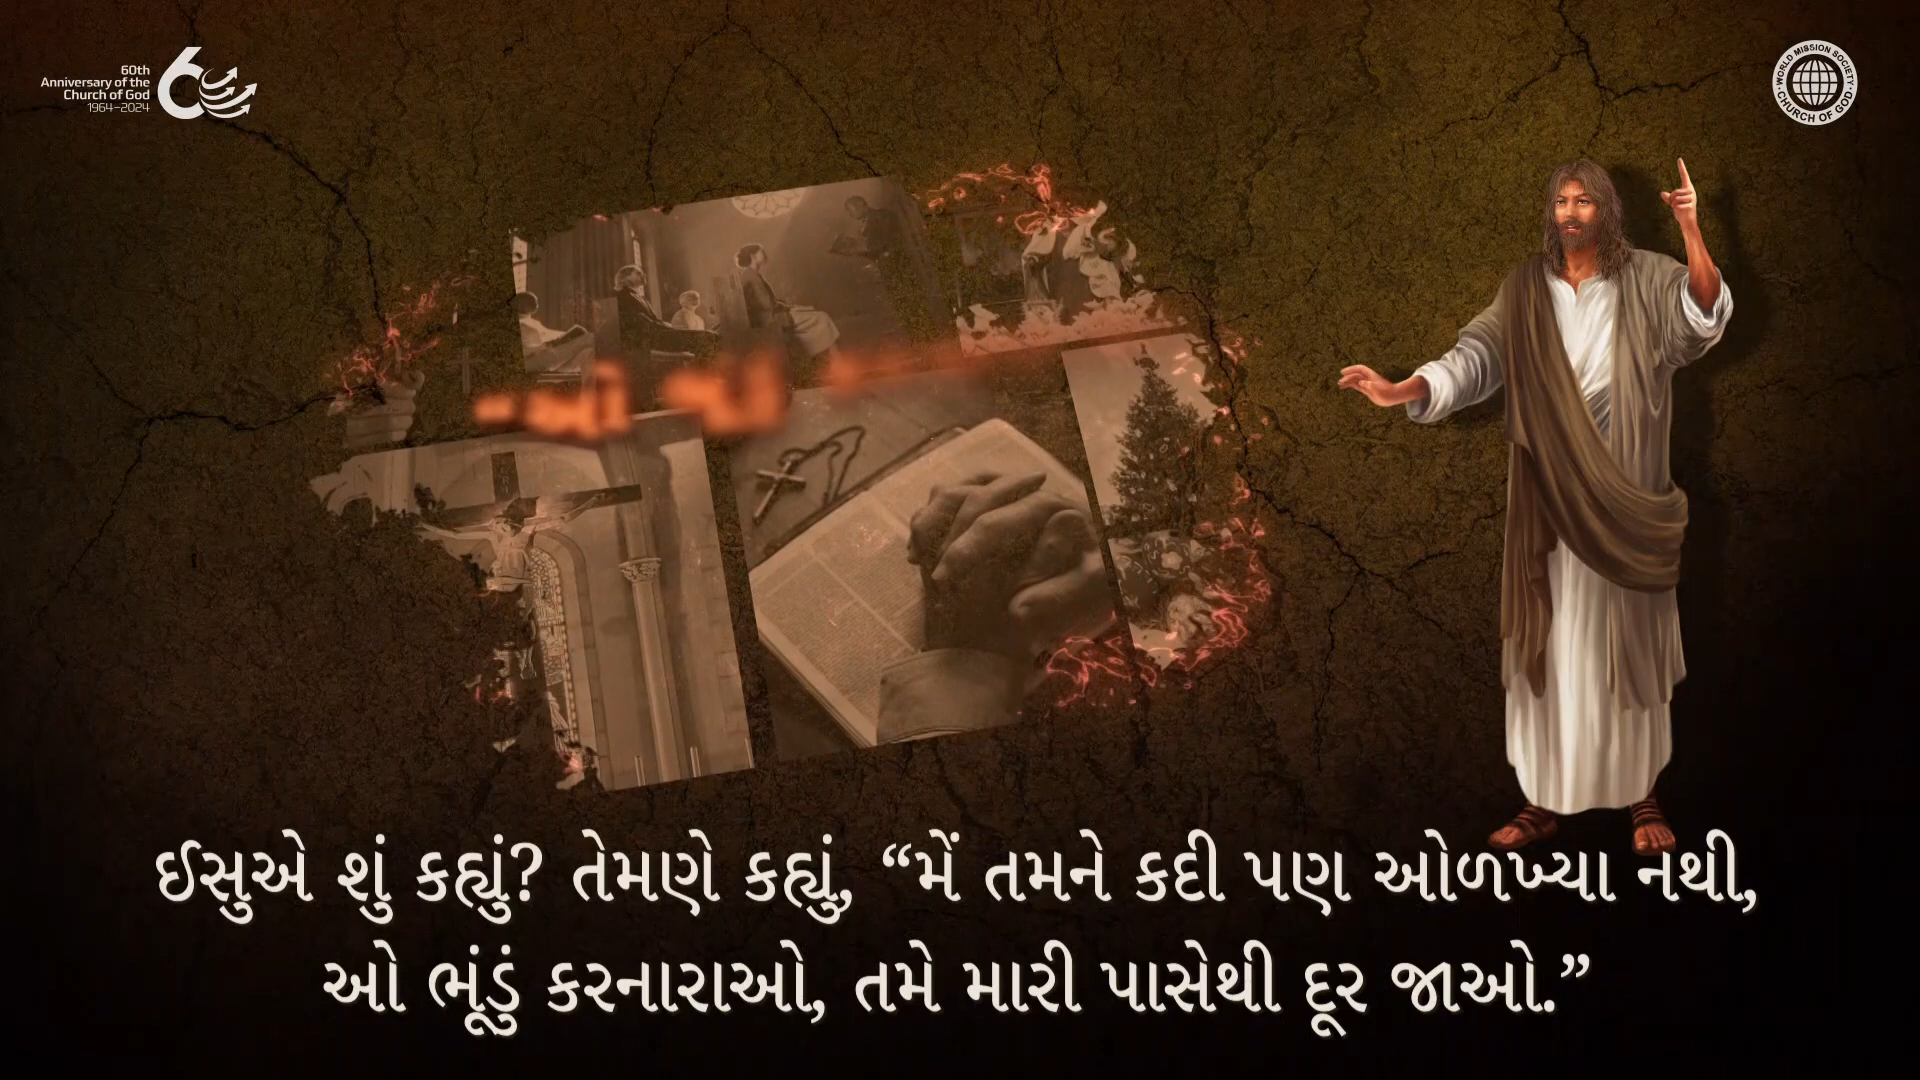 60th
Anniversary of the
Church of God
1964–2024
WORLD MISSION SOCIETY
CHURCH OF GOD
ઈસુએ શું કહ્યું? તેમણે કહ્યું, “મેં તમને કદી પણ ઓળખ્યા નથી,
ઓ ભૂંડું કરનારાઓ, તમે મારી પાસેથી દૂર જાઓ.”